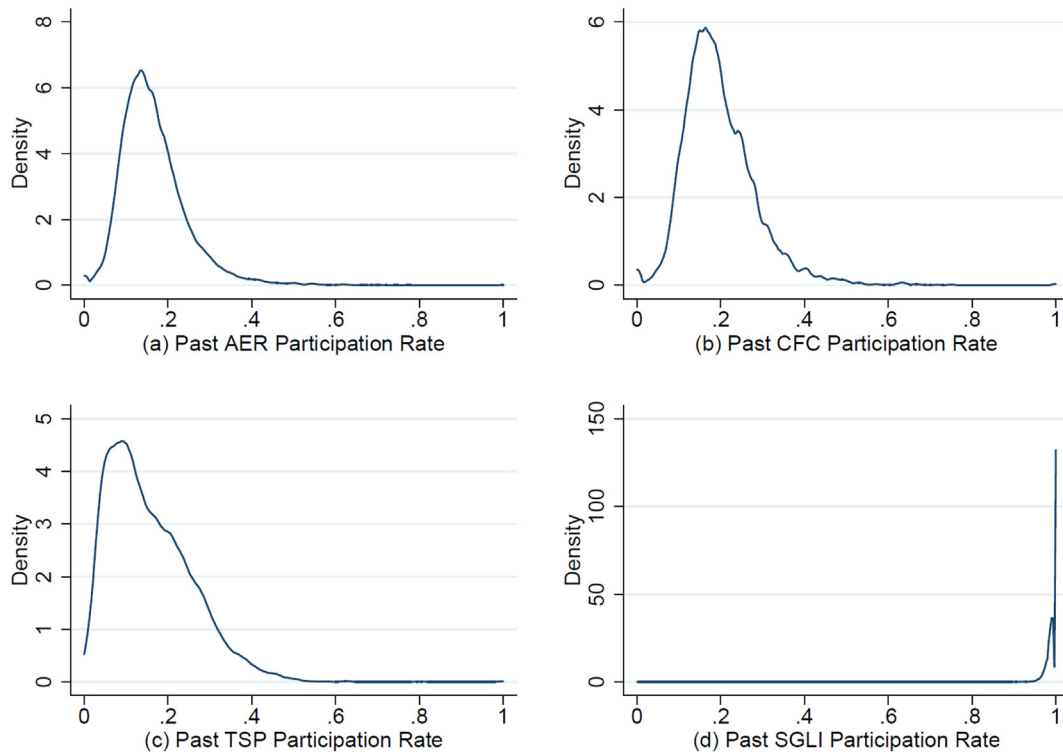 Density
8
6
4
2
0
0 .2 .4 .6 .8 1
(a) Past AER Participation Rate
Density
6
4
2
0
0 .2 .4 .6 .8 1
(b) Past CFC Participation Rate
Density
5
4
3
2
1
0
0 .2 .4 .6 .8 1
(c) Past TSP Participation Rate
Density
150
100
50
0
0 .2 .4 .6 .8 1
(d) Past SGLI Participation Rate